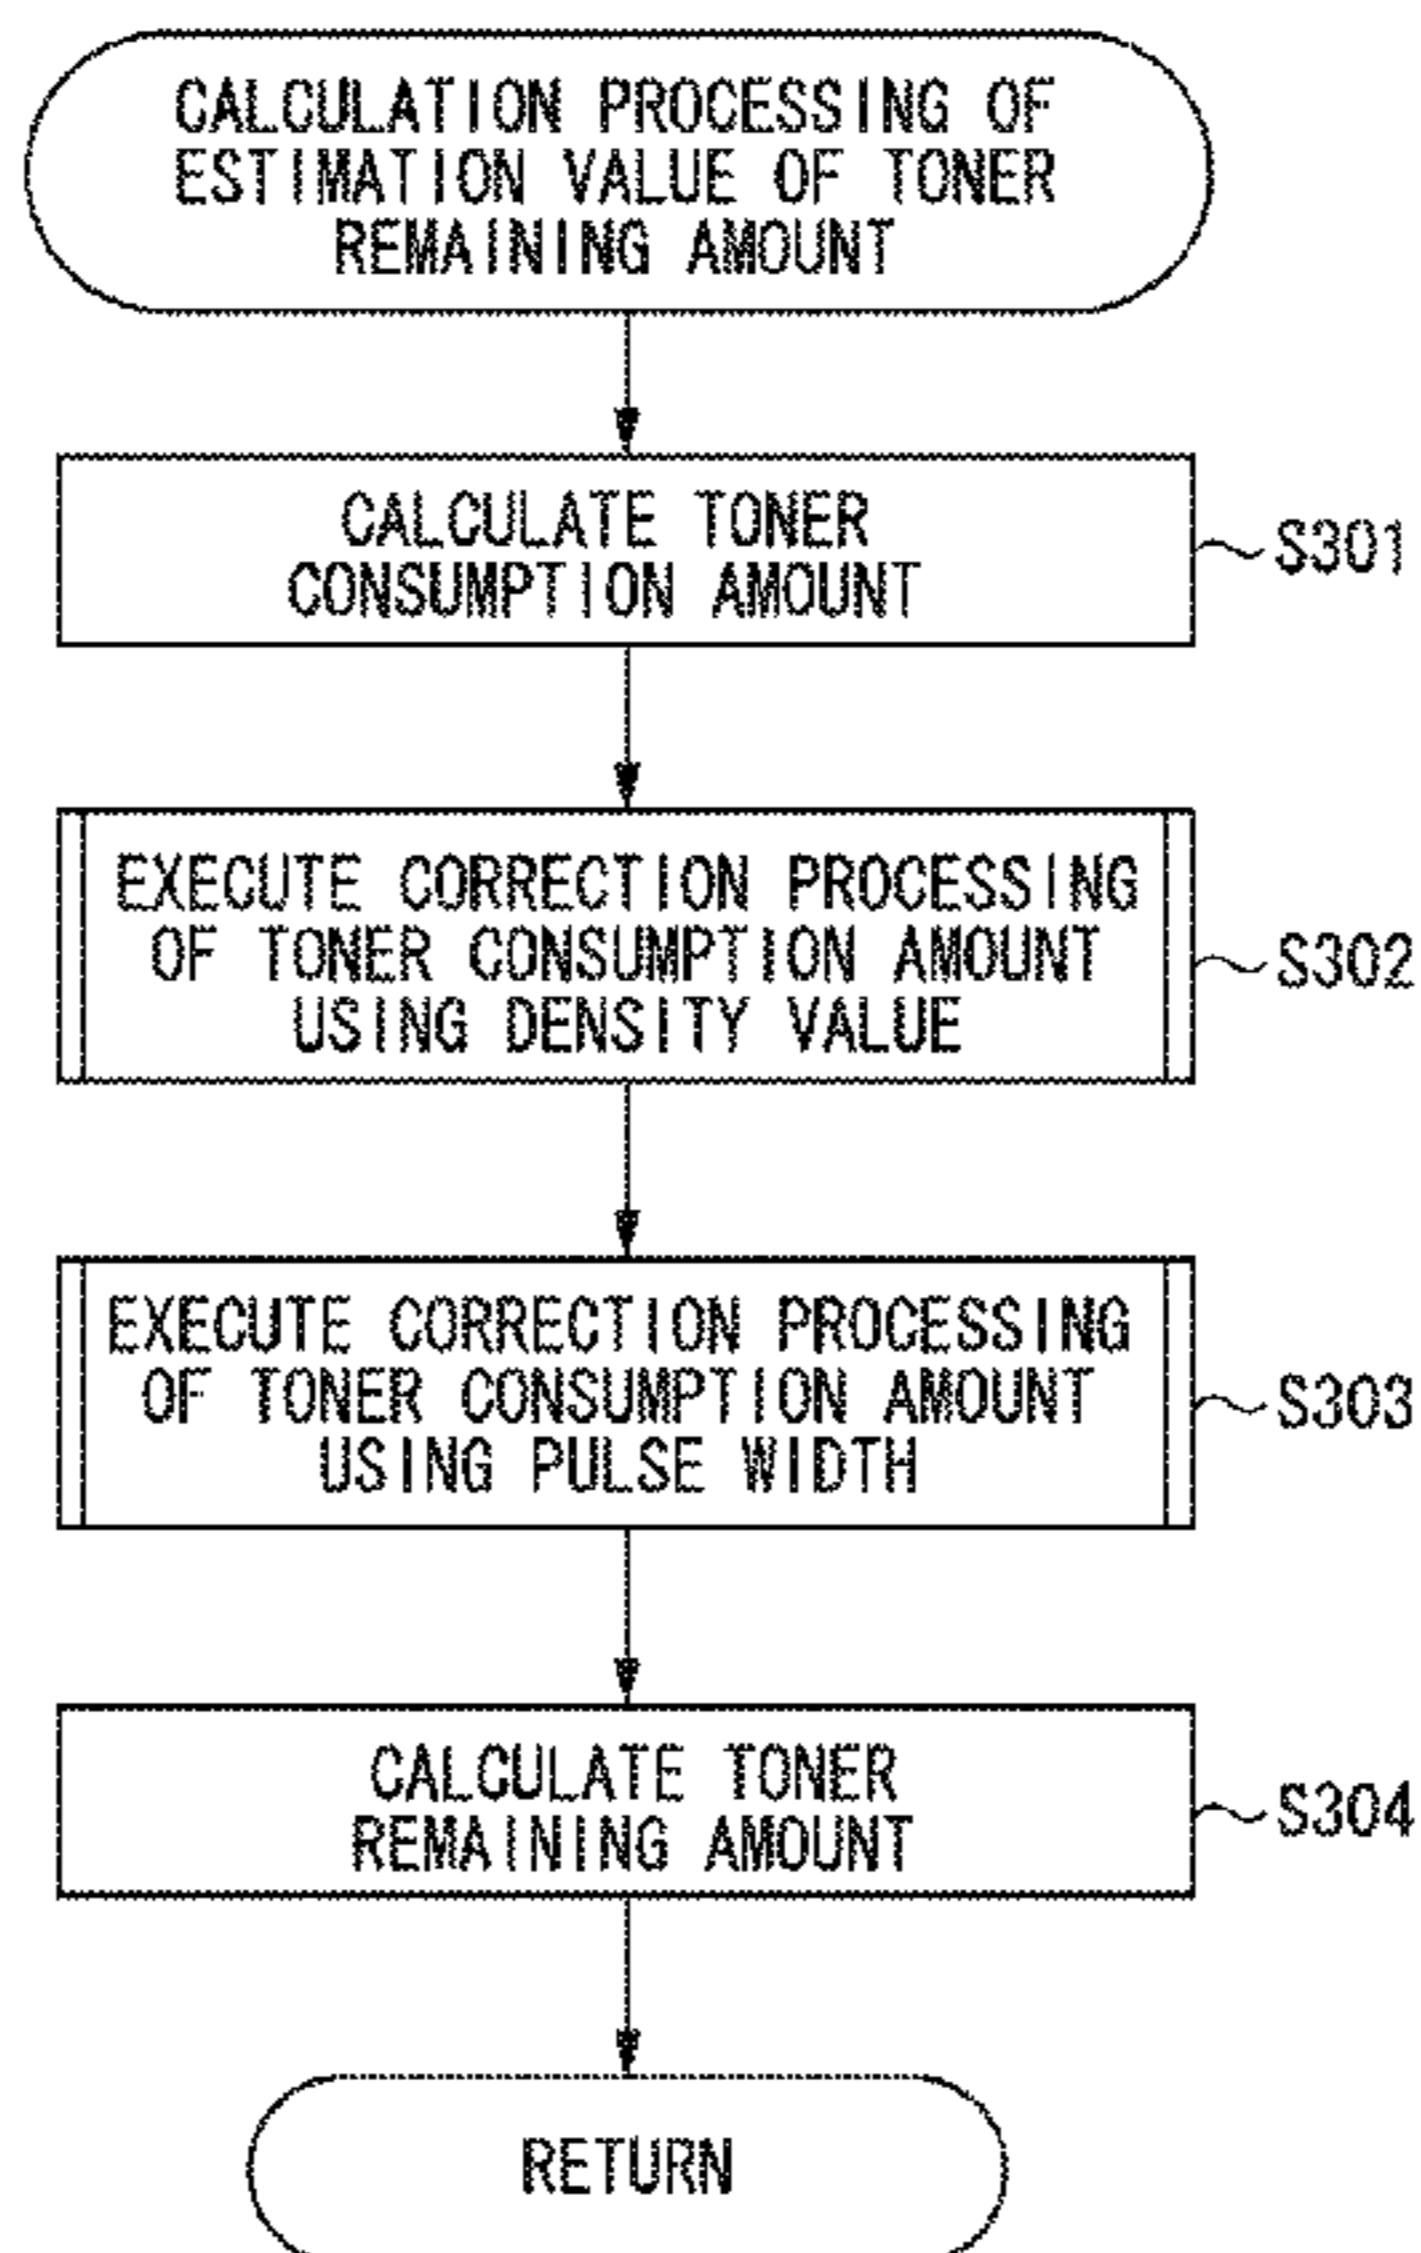 CALCULATION PROCESSING OF
ESTIMATION VALUE OF TONER
REMAINING AMOUNT
CALCULATE TONER
CONSUMPTION AMOUNT
S301
EXECUTE CORRECTION PROCESSING
OF TONER CONSUMPTION AMOUNT
USING DENSITY VALUE
S302
EXECUTE CORRECTION PROCESSING
OF TONER CONSUMPTION AMOUNT
USING PULSE WIDTH
S303
CALCULATE TONER
REMAINING AMOUNT
S304
RETURN